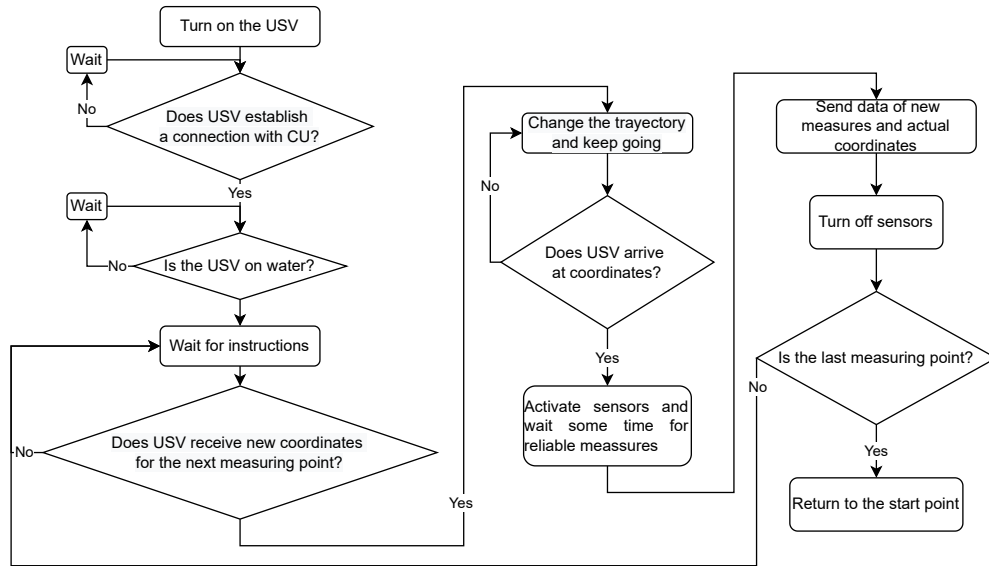 Turn on the USV
Wait
No
Does USV establish
a connection with CU?
Yes
Wait
No
Is the USV on water?
Wait for instructions
No
Does USV receive new coordinates
for the next measuring point?
Yes
Change the trayectory
and keep going
No
Does USV arrive
at coordinates?
Yes
Activate sensors and
wait some time for
reliable meassures
Send data of new
measures and actual
coordinates
Turn off sensors
Is the last measuring point?
No
Yes
Return to the start point